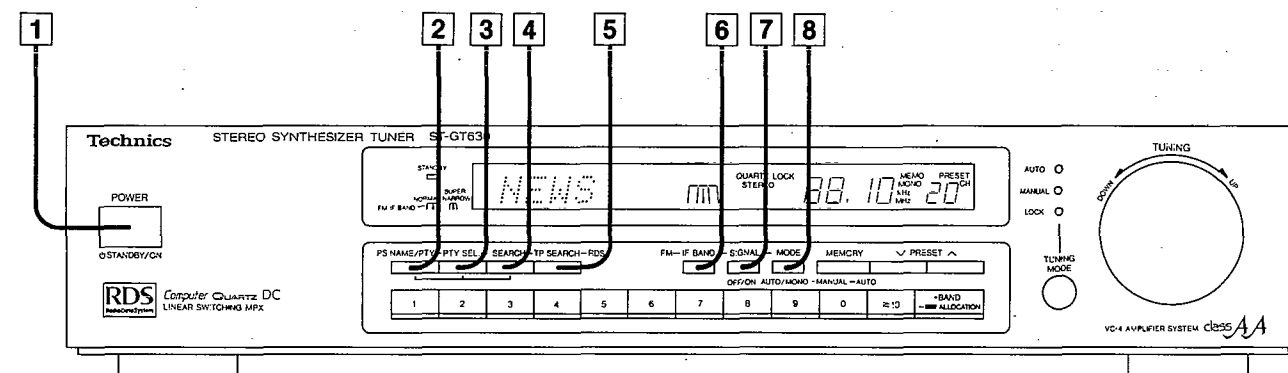 1 2 3 4 5 6 7 8
Technics STEREO SYNTHESIZER TUNER ST-GT630
POWER
STANDBY/ON
RDS RadioDataSystem
Computer QUARTZ DC
LINEAR SWITCHING MPX
STANDBY
FM IF BAND NORMAL SUPER NARROW
NEWS
QUARTZ LOCK
STEREO
88.10
MEMO
MONO
kHz
MHz
PRESET
20 CH
PS NAME/PTY PTY SEL SEARCH TP SEARCH RDS
FM IF BAND SIGNAL MODE MEMORY PRESET
OFF/ON AUTO/MONO MANUAL AUTO
1 2 3 4 5 6 7 8 9 0 ≥10 BAND
ALLOCATION
AUTO
MANUAL
LOCK
TUNING
MODE
TUNING
DOWN UP
VC-4 AMPLIFIER SYSTEM class AA